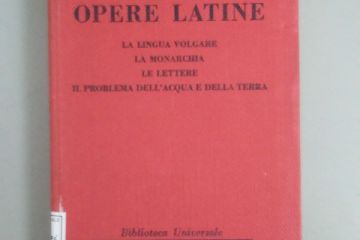 OPERE LATINE
LA LINGUA VOLGARE
LA MONARCHIA
LE LETTERE
IL PROBLEMA DELL'ACQUA E DELLA TERRA
Biblioteca Universale